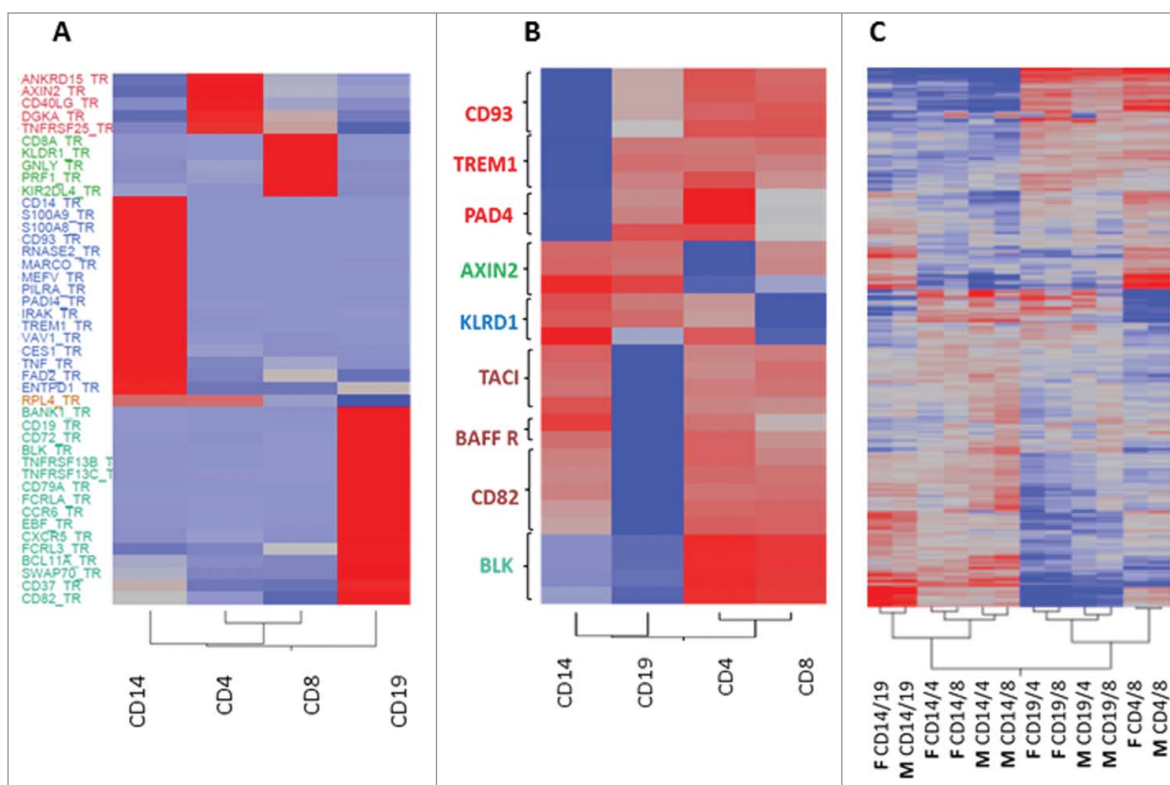 A
ANKRD15_TR
AXIN2_TR
CD40LG_TR
DGKA_TR
TNFRSF25_TR
CD8A_TR
KLDR1_TR
GNLY_TR
PRF1_TR
KIR2DL4_TR
CD14_TR
S100A9_TR
S100A8_TR
CD93_TR
RNASE2_TR
MARCO_TR
MEFV_TR
PILRA_TR
PADI4_TR
IRAK_TR
TREM1_TR
VAV1_TR
CES1_TR
TNF_TR
FAD2_TR
ENTPD1_TR
RPL4_TR
BANK1_TR
CD19_TR
CD72_TR
BLK_TR
TNFRSF13B_T
TNFRSF13C_T
CD79A_TR
FCRLA_TR
CCR6_TR
EBF_TR
CXCR5_TR
FCRL3_TR
BCL11A_TR
SWAP70_TR
CD37_TR
CD82_TR
CD14
CD4
CD8
CD19
B
CD93
TREM1
PAD4
AXIN2
KLRD1
TACI
BAFF R
CD82
BLK
CD14
CD19
CD4
CD8
C
F CD14/19
M CD14/19
F CD14/4
F CD14/8
M CD14/4
M CD14/8
F CD19/4
F CD19/8
M CD19/4
M CD19/8
F CD4/8
M CD4/8